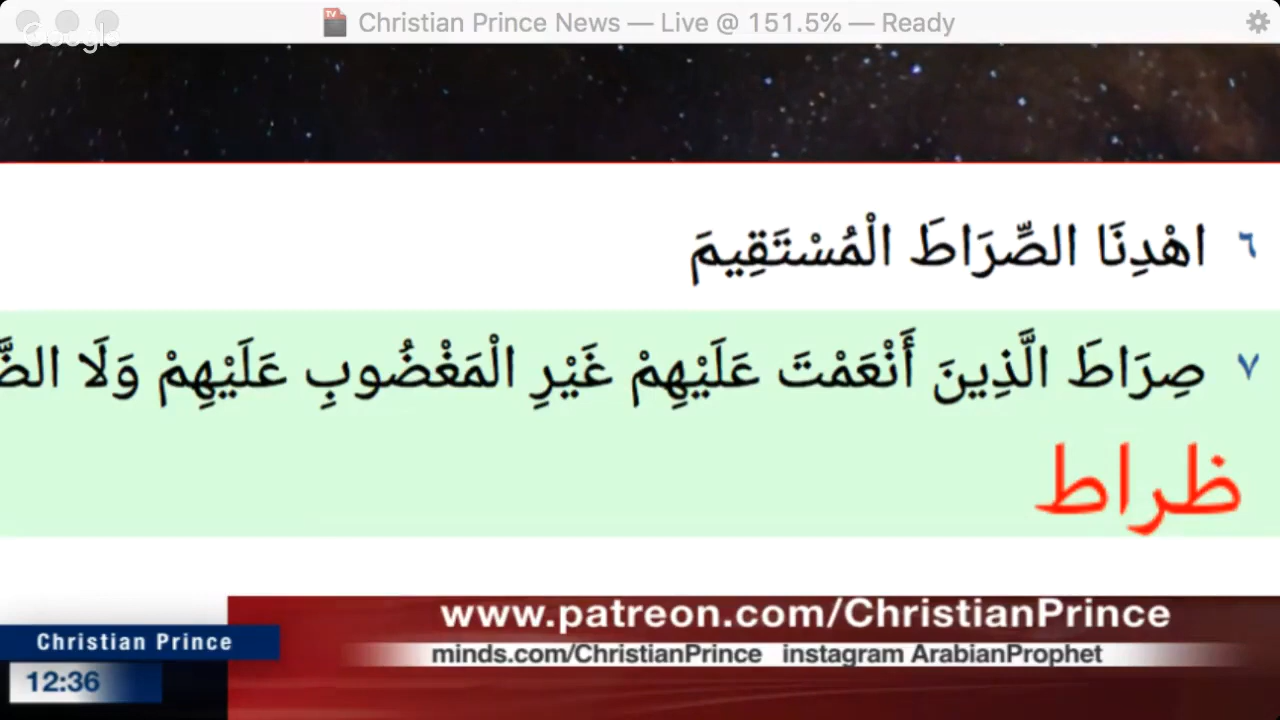 Christian Prince News — Live @ 151.5% — Ready
Google
٦ اهْدِنَا الصِّرَاطَ الْمُسْتَقِيمَ
٧ صِرَاطَ الَّذِينَ أَنْعَمْتَ عَلَيْهِمْ غَيْرِ الْمَغْضُوبِ عَلَيْهِمْ وَلَا
ظراط
www.patreon.com/ChristianPrince
Christian Prince
minds.com/ChristianPrince instagram ArabianProphet
12:36